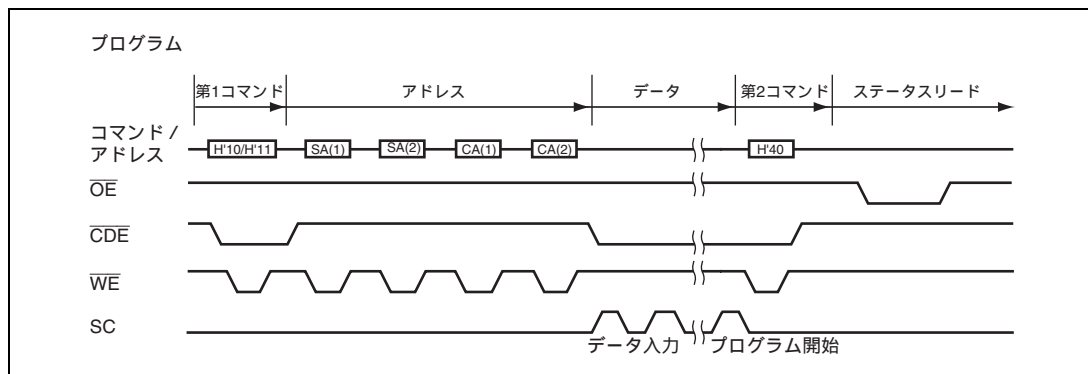 プログラム
第1コマンド アドレス データ 第2コマンド ステータスリード
コマンド /
アドレス
H'10/H'11 SA(1) SA(2) CA(1) CA(2) H'40
OE
CDE
WE
SC
データ入力 プログラム開始